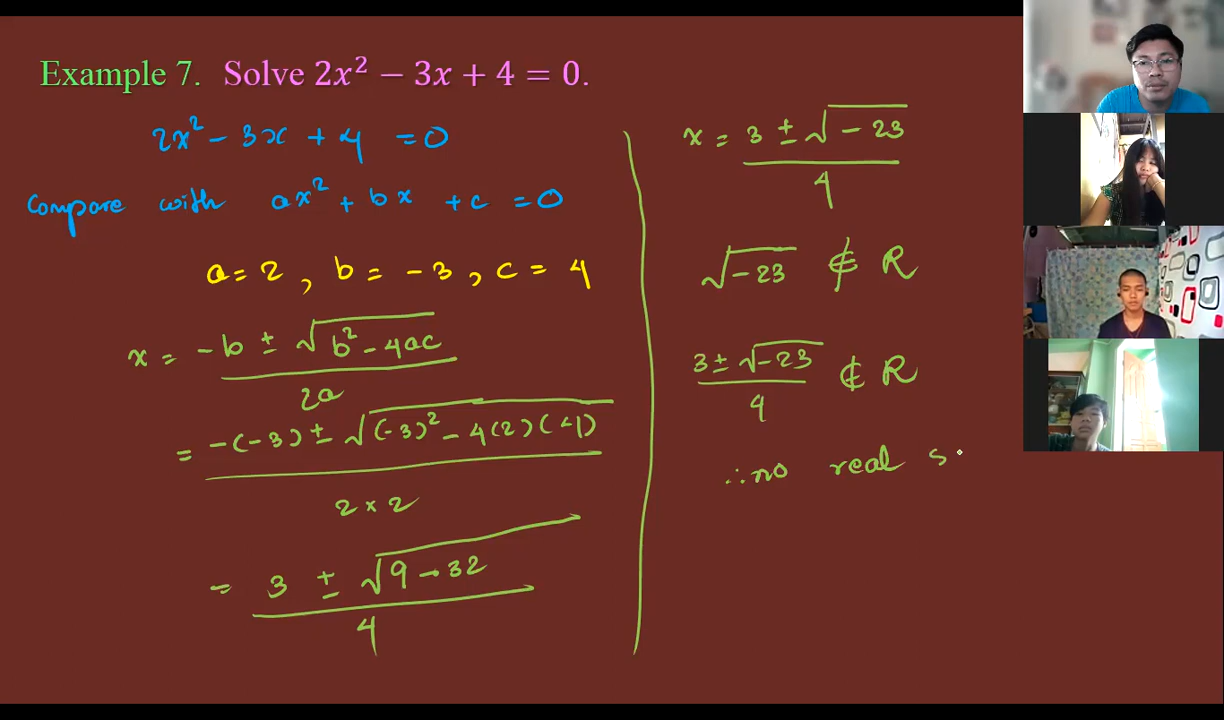 Example 7. Solve 2x² − 3x + 4 = 0.
2x² − 3x + 4 = 0
Compare with ax² + bx + c = 0
a = 2, b = −3, c = 4
x = (−b ± √(b² − 4ac)) / 2a
= (−(−3) ± √((−3)² − 4(2)(4))) / 2 × 2
= (3 ± √(9 − 32)) / 4
x = (3 ± √(−23)) / 4
√(−23) ∉ R
(3 ± √(−23)) / 4 ∉ R
∴ no real s